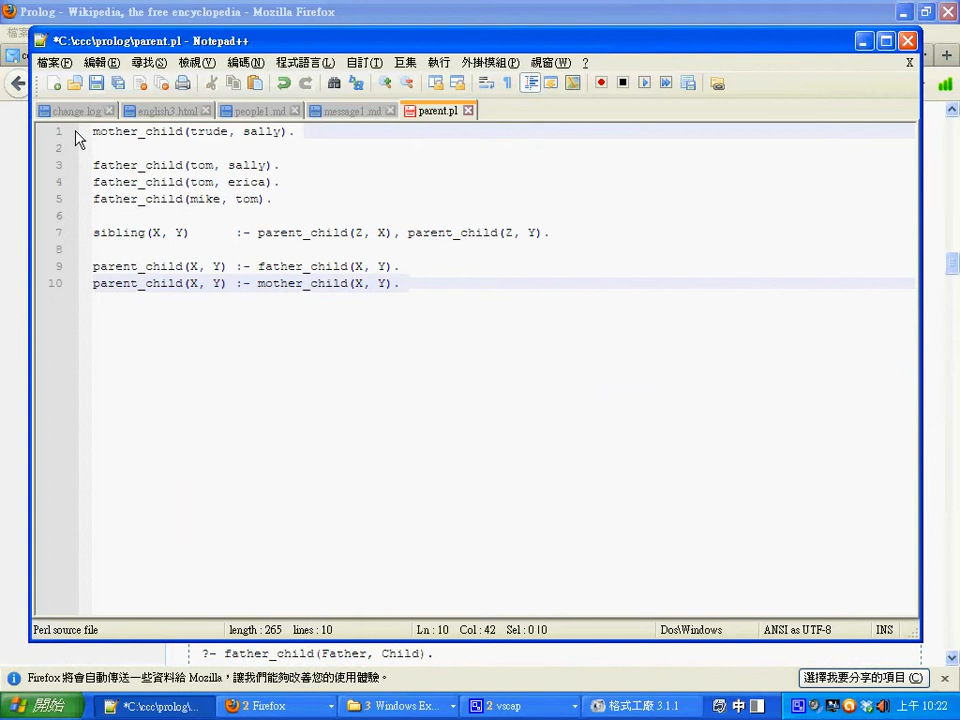 Prolog - Wikipedia, the free encyclopedia - Mozilla Firefox
*C:\ccc\prolog\parent.pl - Notepad++
檔案(F) 編輯(E) 尋找(S) 檢視(V) 編碼(N) 程式語言(L) 自訂(T) 巨集 執行 外掛模組(P) 視窗(W) ? X
change.log english3.html people1.md message1.md parent.pl
1 mother_child(trude, sally).
2
3 father_child(tom, sally).
4 father_child(tom, erica).
5 father_child(mike, tom).
6
7 sibling(X, Y) :- parent_child(Z, X), parent_child(Z, Y).
8
9 parent_child(X, Y) :- father_child(X, Y).
10 parent_child(X, Y) :- mother_child(X, Y).
Perl source file length : 265 lines : 10 Ln : 10 Col : 42 Sel : 0 | 0 Dos\Windows ANSI as UTF-8 INS
?- father_child(Father, Child).
Firefox 將會自動傳送一些資料給 Mozilla，讓我們能夠改善您的使用體驗。 選擇我要分享的項目(C)
開始 *C:\ccc\prolog\... 2 Firefox 3 Windows Ex... 2 vscap 格式工廠 3.1.1 中 上午 10:22